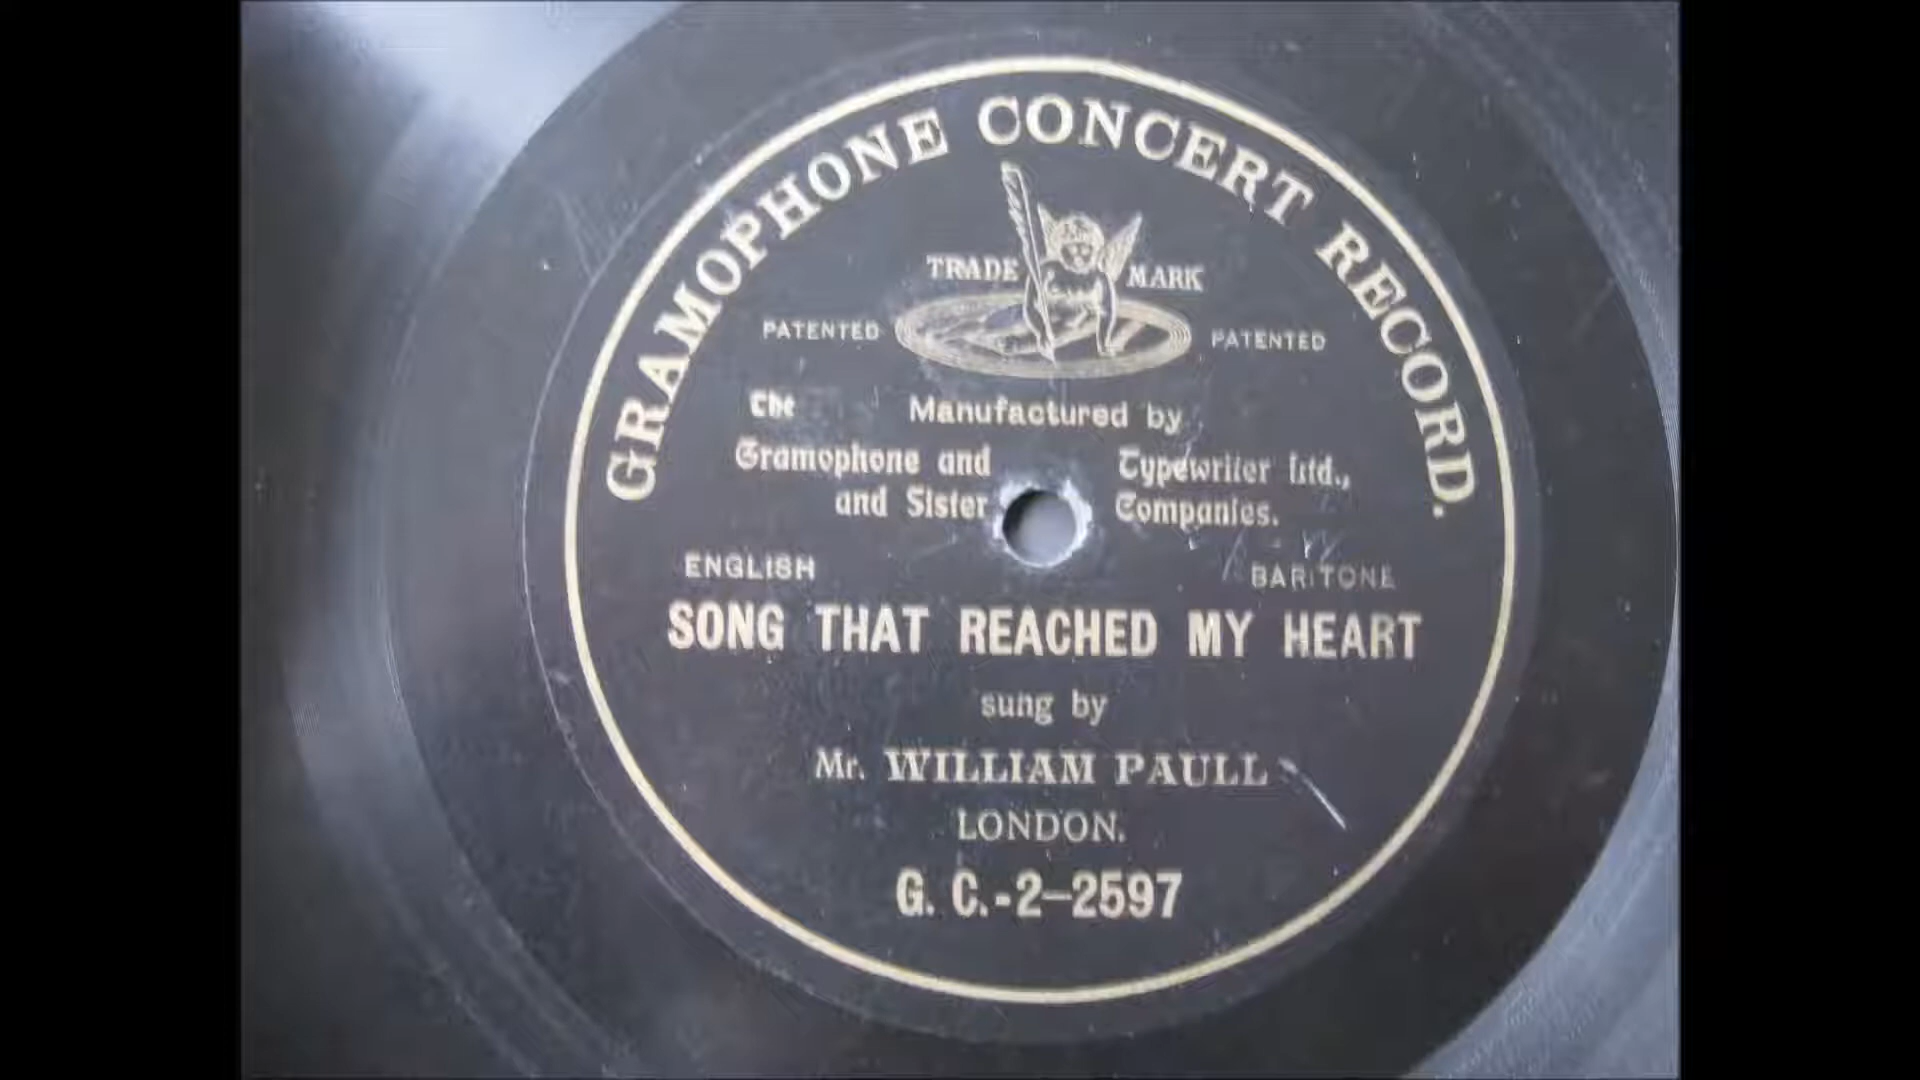 GRAMOPHONE CONCERT RECORD.
TRADE MARK
PATENTED PATENTED
The Manufactured by
Gramophone and Typewriter Ltd.,
and Sister Companies.
ENGLISH BARITONE
SONG THAT REACHED MY HEART
sung by
Mr. WILLIAM PAULL
LONDON.
G. C.-2-2597